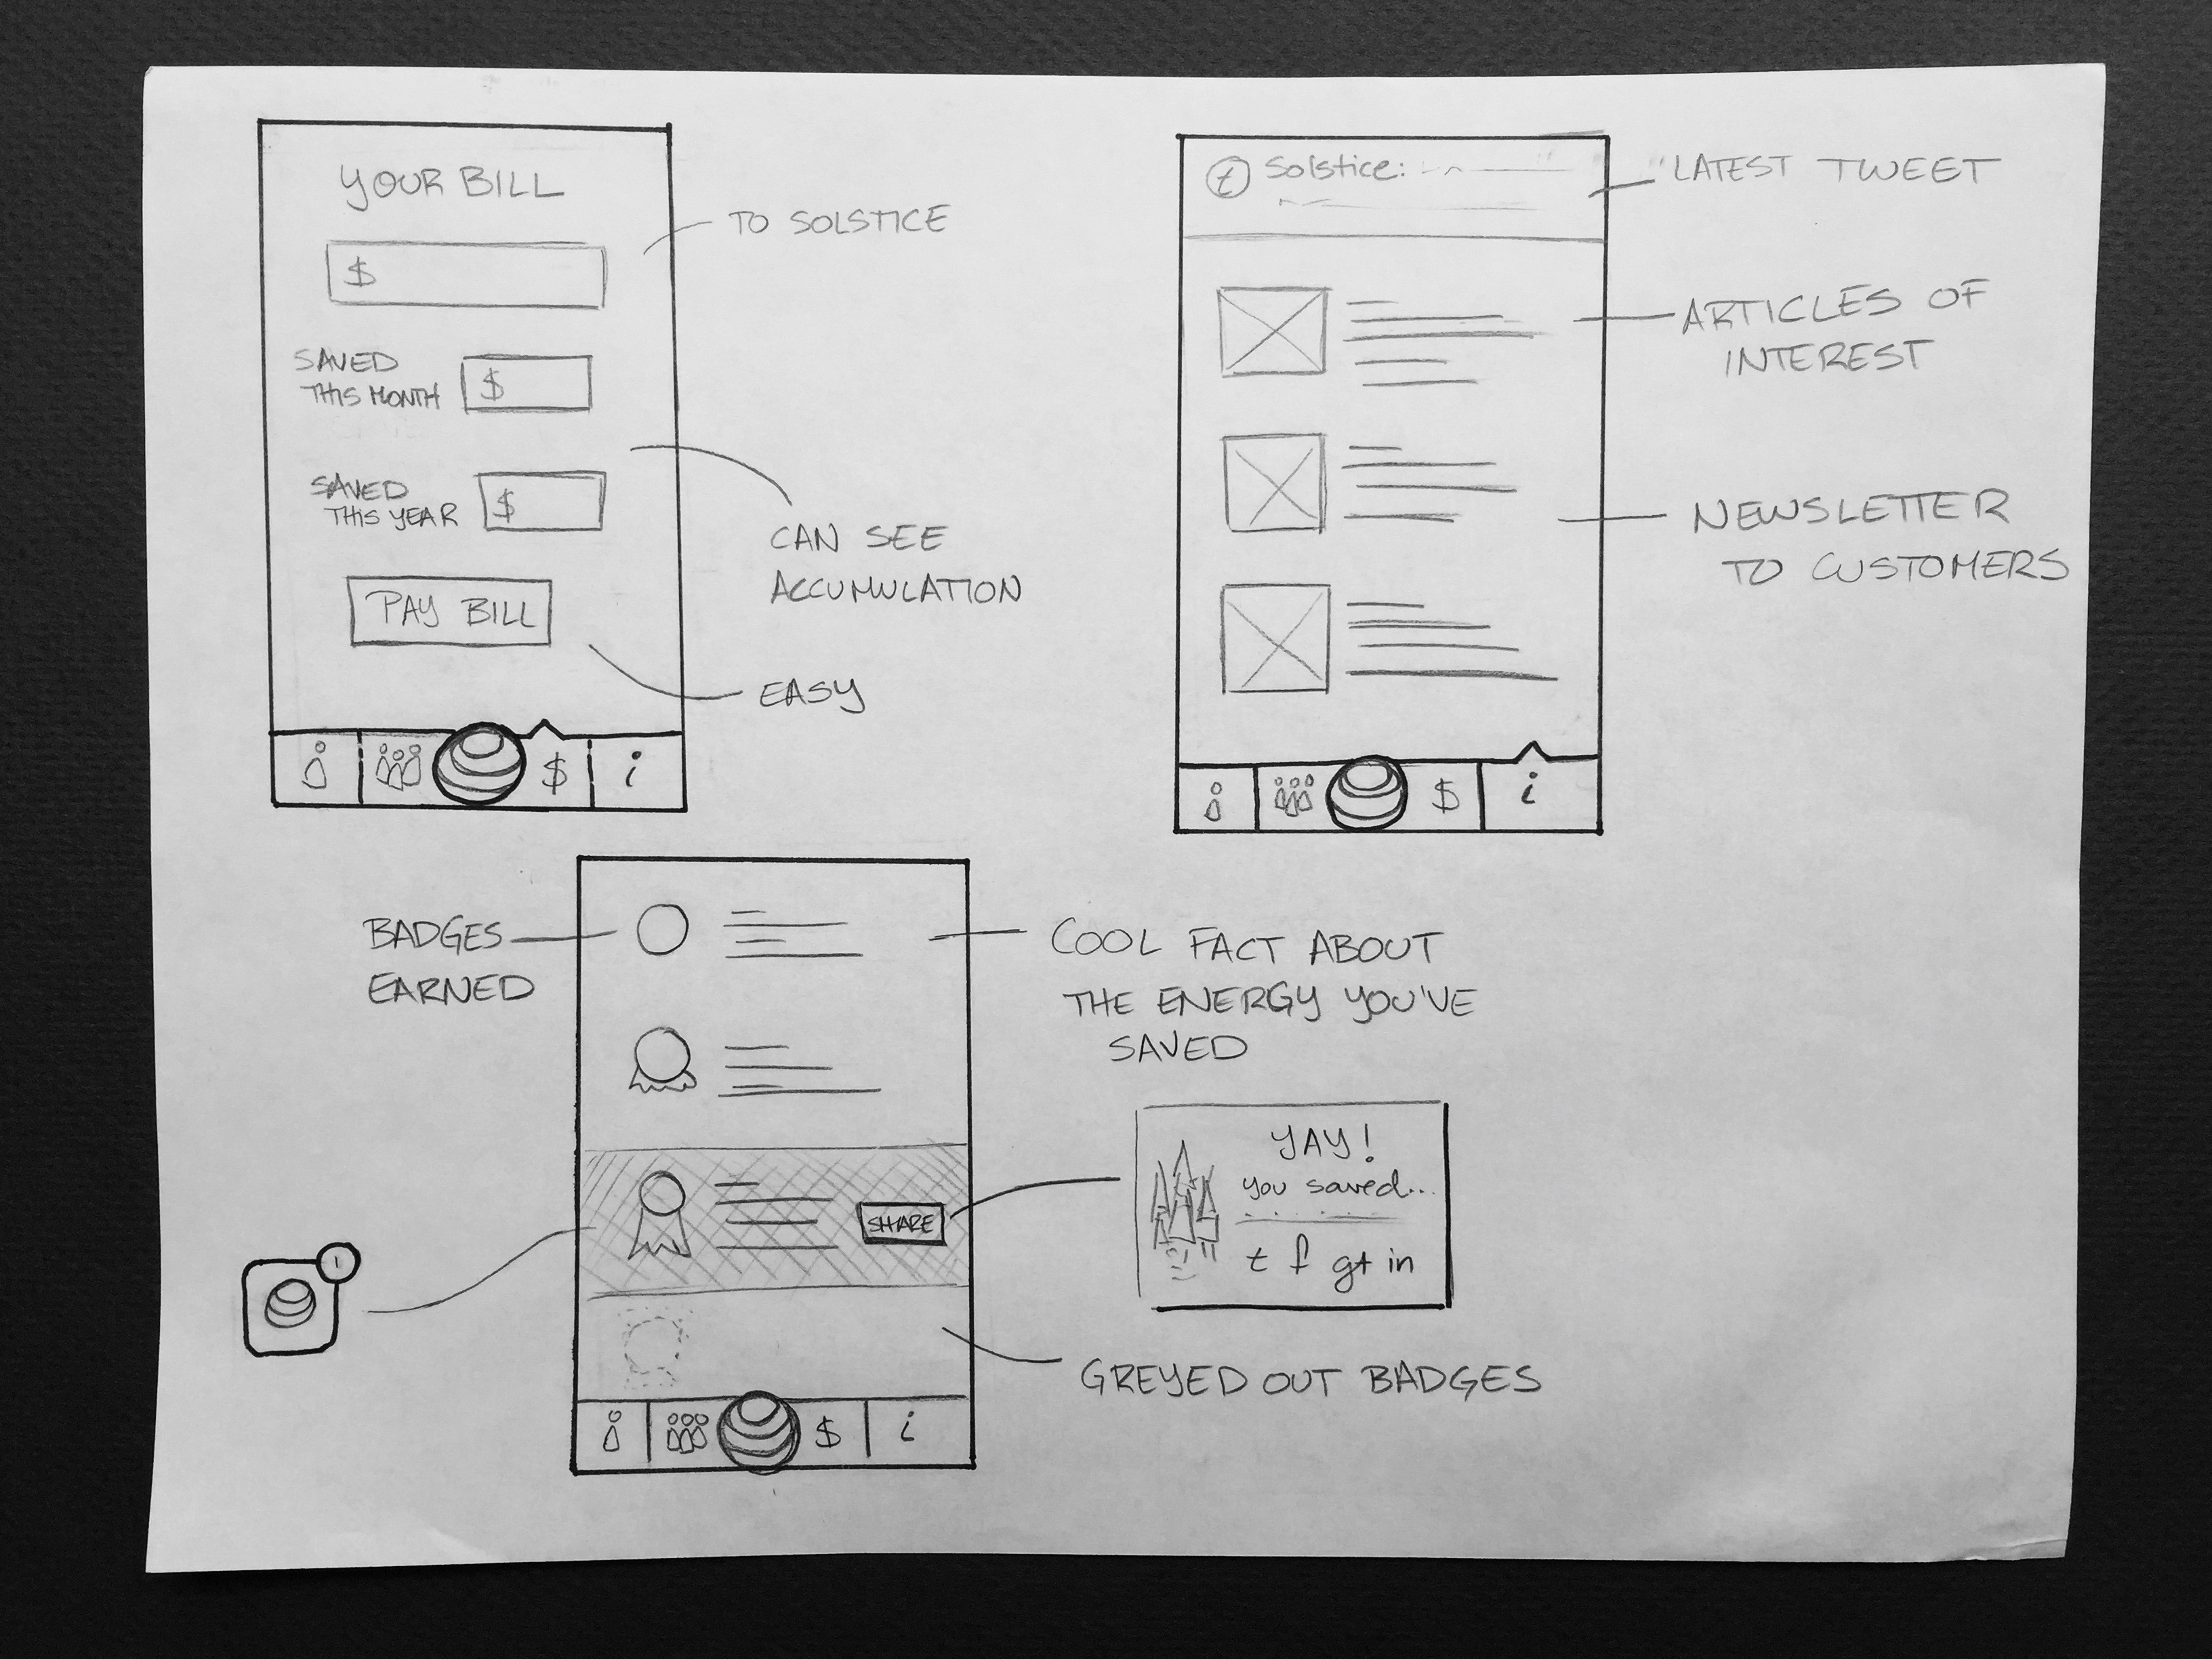 YOUR BILL
$
TO SOLSTICE
SAVED
THIS MONTH
$
SAVED
THIS YEAR
$
CAN SEE
ACCUMULATION
PAY BILL
EASY
$
i
t Solstice:
LATEST TWEET
ARTICLES OF
INTEREST
NEWSLETTER
TO CUSTOMERS
$
i
BADGES
EARNED
COOL FACT ABOUT
THE ENERGY YOU'VE
SAVED
SHARE
YAY!
you saved...
t f g+ in
1
GREYED OUT BADGES
$
i